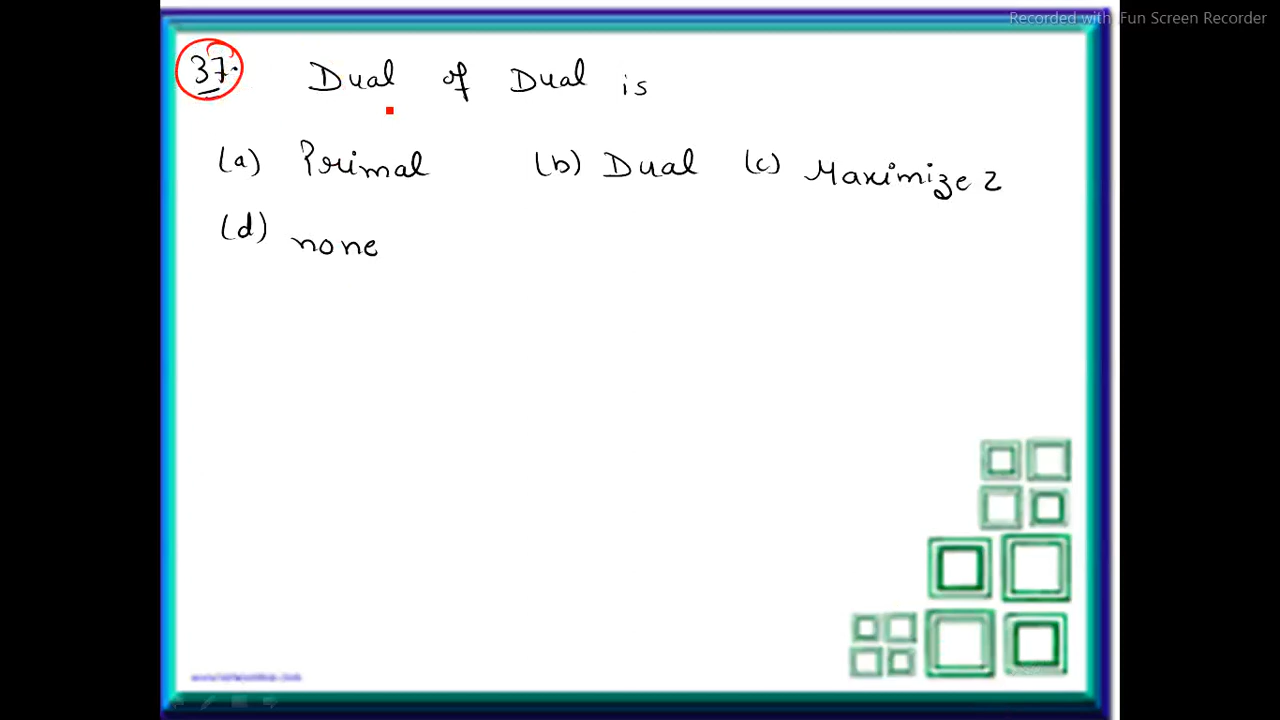 Recorded with Fun Screen Recorder
37. Dual of Dual is
(a) Primal (b) Dual (c) Maximize Z
(d) none